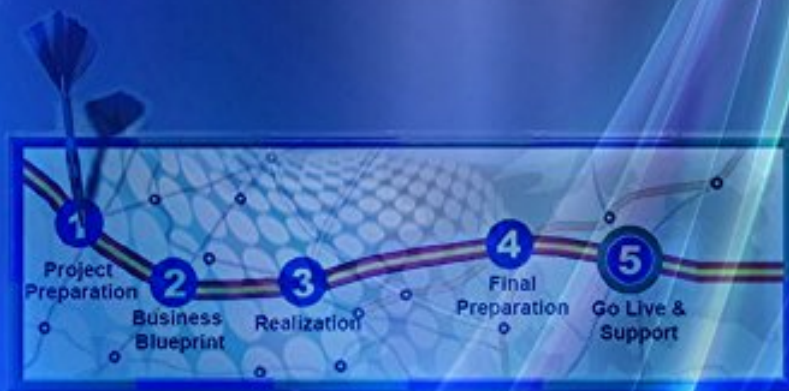 1
Project
Preparation
2
Business
Blueprint
3
Realization
4
Final
Preparation
5
Go Live &
Support